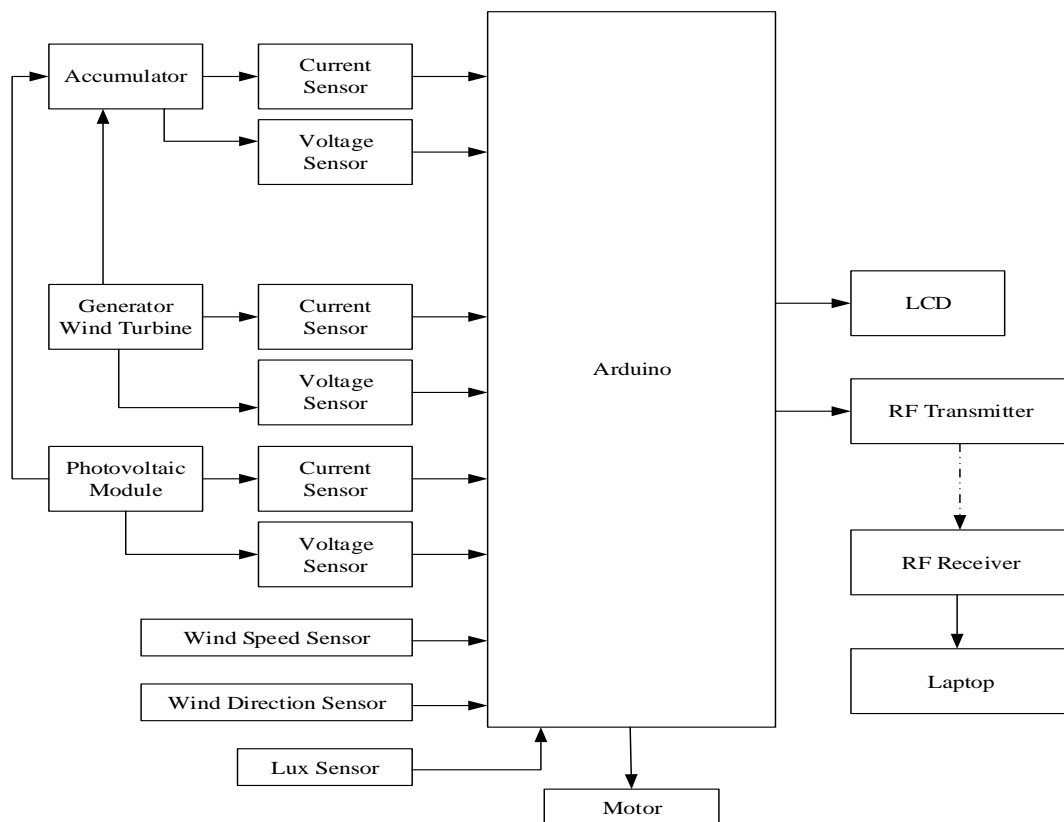 Accumulator
Current
Sensor
Voltage
Sensor
Generator
Wind Turbine
Current
Sensor
Voltage
Sensor
Photovoltaic
Module
Current
Sensor
Voltage
Sensor
Wind Speed Sensor
Wind Direction Sensor
Lux Sensor
Arduino
Motor
LCD
RF Transmitter
RF Receiver
Laptop